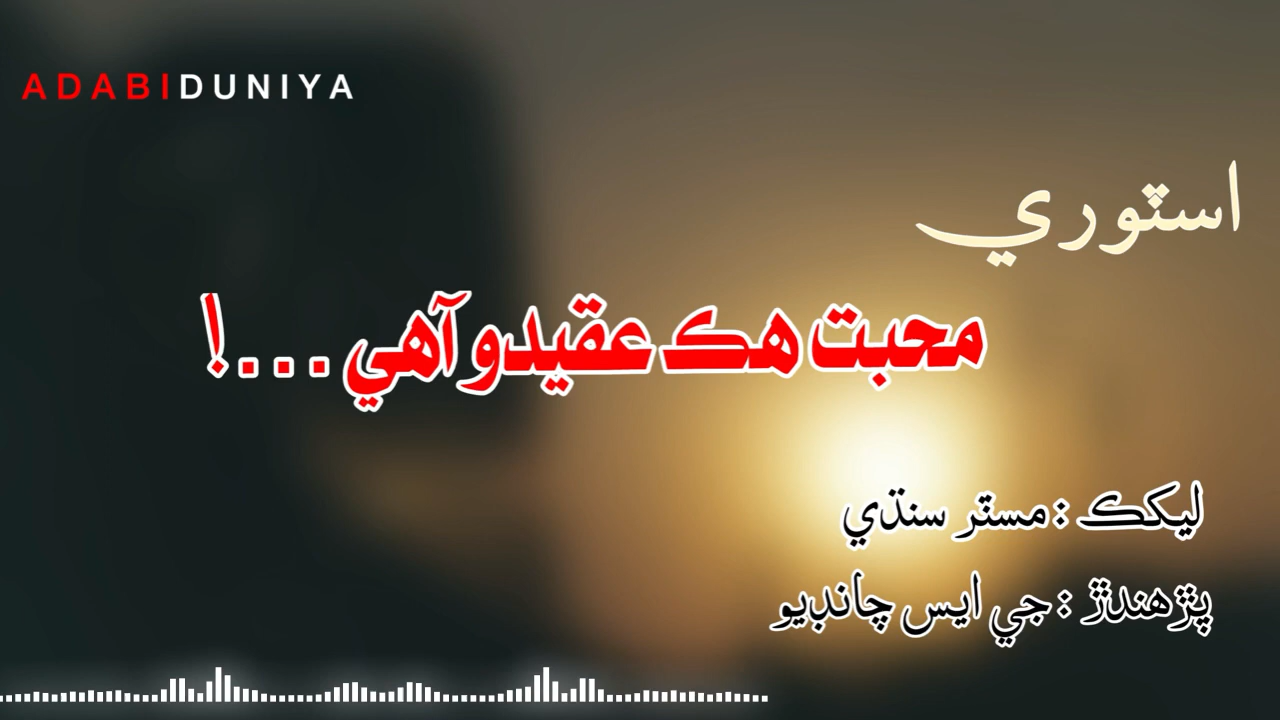 ADABIDUNIYA
اسٽوري
محبت هڪ عقيدو آهي ...!
ليکڪ : مسٽر سنڌي
پڙهندڙ : جي ايس چانڊيو